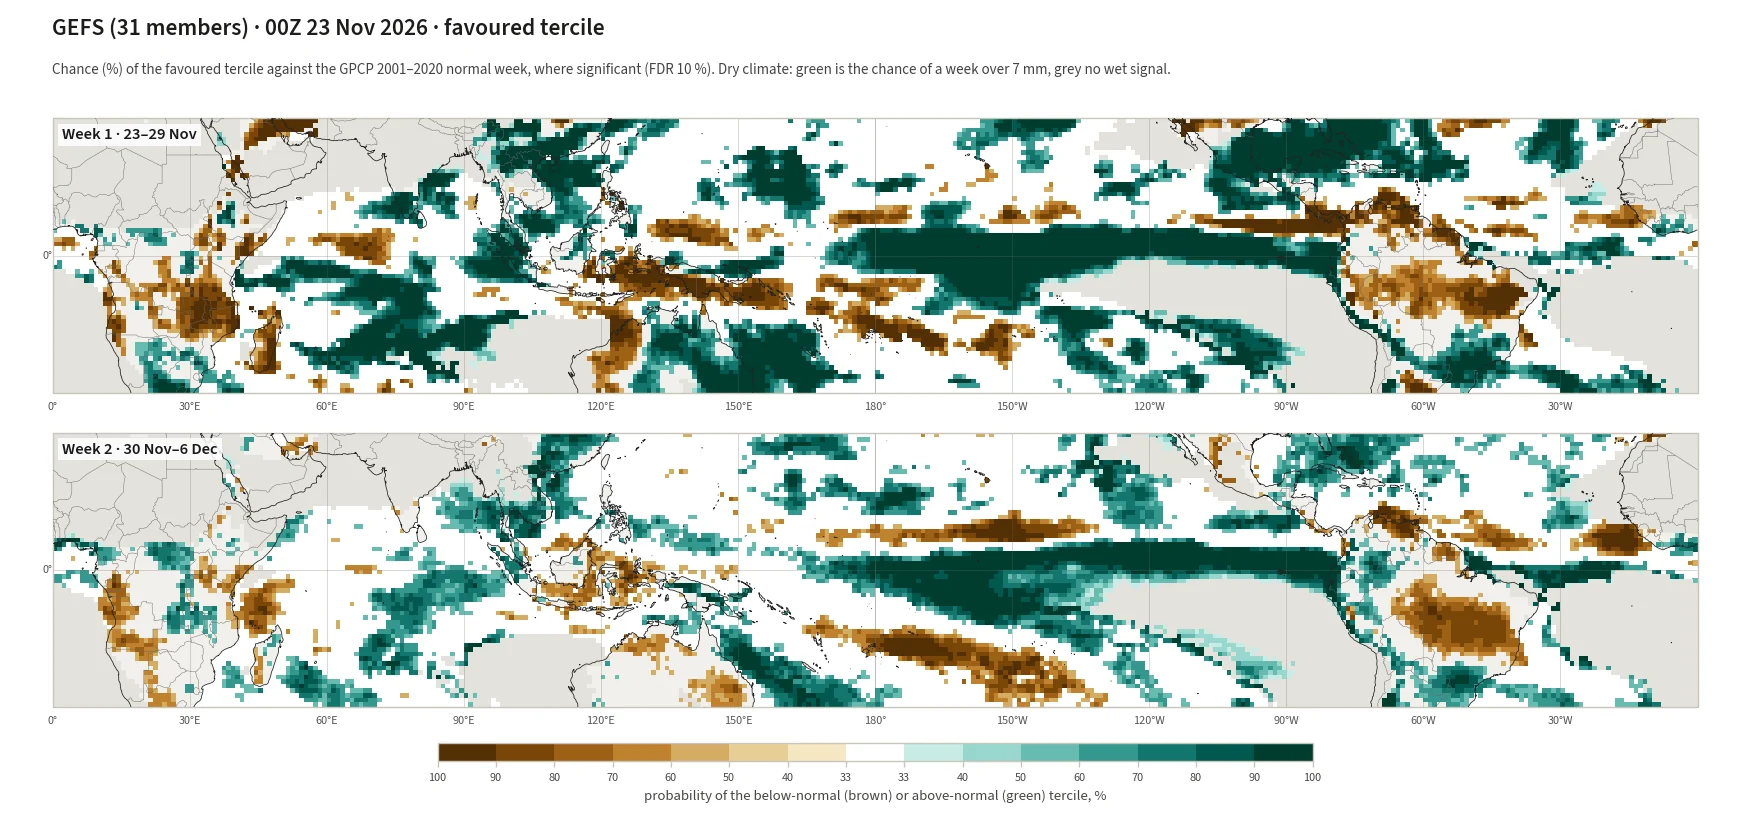 GEFS (31 members) · 00Z 23 Nov 2026 · favoured tercile
Chance (%) of the favoured tercile against the GPCP 2001–2020 normal week, where significant (FDR 10 %). Dry climate: green is the chance of a week over 7 mm, grey no wet signal.
Week 1 · 23–29 Nov
0°
0° 30°E 60°E 90°E 120°E 150°E 180° 150°W 120°W 90°W 60°W 30°W
Week 2 · 30 Nov–6 Dec
0°
0° 30°E 60°E 90°E 120°E 150°E 180° 150°W 120°W 90°W 60°W 30°W
100 90 80 70 60 50 40 33 33 40 50 60 70 80 90 100
probability of the below-normal (brown) or above-normal (green) tercile, %